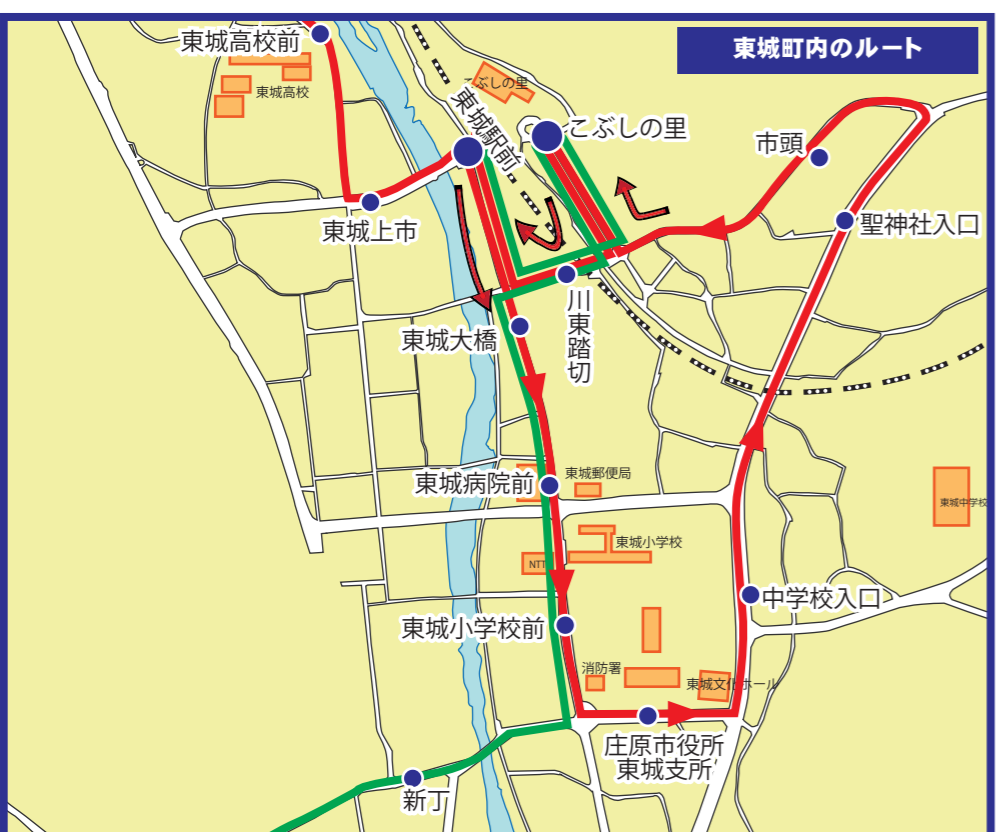 東城町内のルート
東城高校前
東城高校
こぶしの里
東城駅前
こぶしの里
市頭
東城上市
聖神社入口
川東踏切
東城大橋
東城病院前
東城郵便局
東城中学校
東城小学校
NTT
中学校入口
東城小学校前
消防署
東城文化ホール
庄原市役所
東城支所
新丁